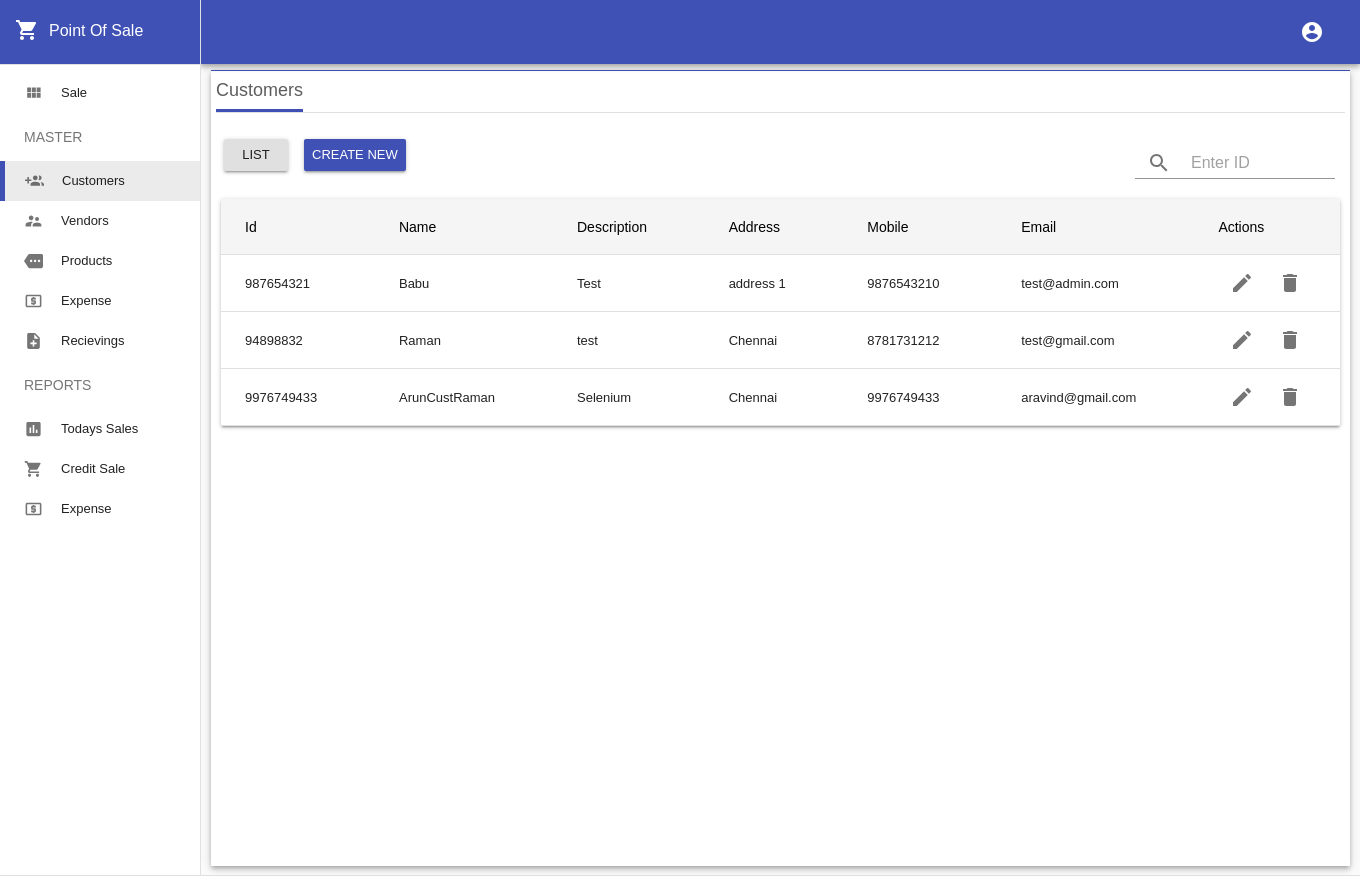 Point Of Sale
Sale
MASTER
Customers
Vendors
Products
Expense
Recievings
REPORTS
Todays Sales
Credit Sale
Expense
Customers
LIST CREATE NEW
Enter ID
Id Name Description Address Mobile Email Actions
987654321 Babu Test address 1 9876543210 test@admin.com
94898832 Raman test Chennai 8781731212 test@gmail.com
9976749433 ArunCustRaman Selenium Chennai 9976749433 aravind@gmail.com